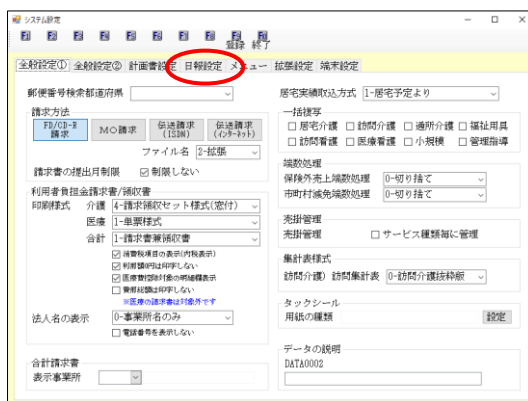 システム設定
F1 F2 F3 F4 F5 F6 F7 F8 F9 F10
登録 終了
全般設定① 全般設定② 計画書設定 日報設定 メニュー 拡張設定 端末設定
郵便番号検索都道府県
居宅実績取込方式 1-居宅予定より
請求方法
FD/CD-R請求 MO請求 伝送請求(ISDN) 伝送請求(インターネット)
ファイル名 2-拡張
請求書の提出月制限 制限しない
一括複写
居宅介護 訪問介護 通所介護 福祉用具
訪問看護 医療看護 小規模 管理指導
端数処理
保険外売上端数処理 0-切り捨て
市町村減免端数処理 0-切り捨て
利用者負担金請求書/領収書
印刷様式 介護 4-請求領収セット様式(窓付)
医療 1-単票様式
合計 1-請求書兼領収書
消費税項目の表示(内税表示)
利用額0円は印字しない
医療費控除対象の明細欄表示
費用総額は印字しない
※医療の請求書は対象外です
法人名の表示 0-事業所名のみ
電話番号を表示しない
売掛管理
売掛管理 サービス種類毎に管理
集計表様式
訪問介護) 訪問集計表 0-訪問介護抜粋版
タックシール
用紙の種類 設定
合計請求書
表示事業所
データの説明
DATA0002